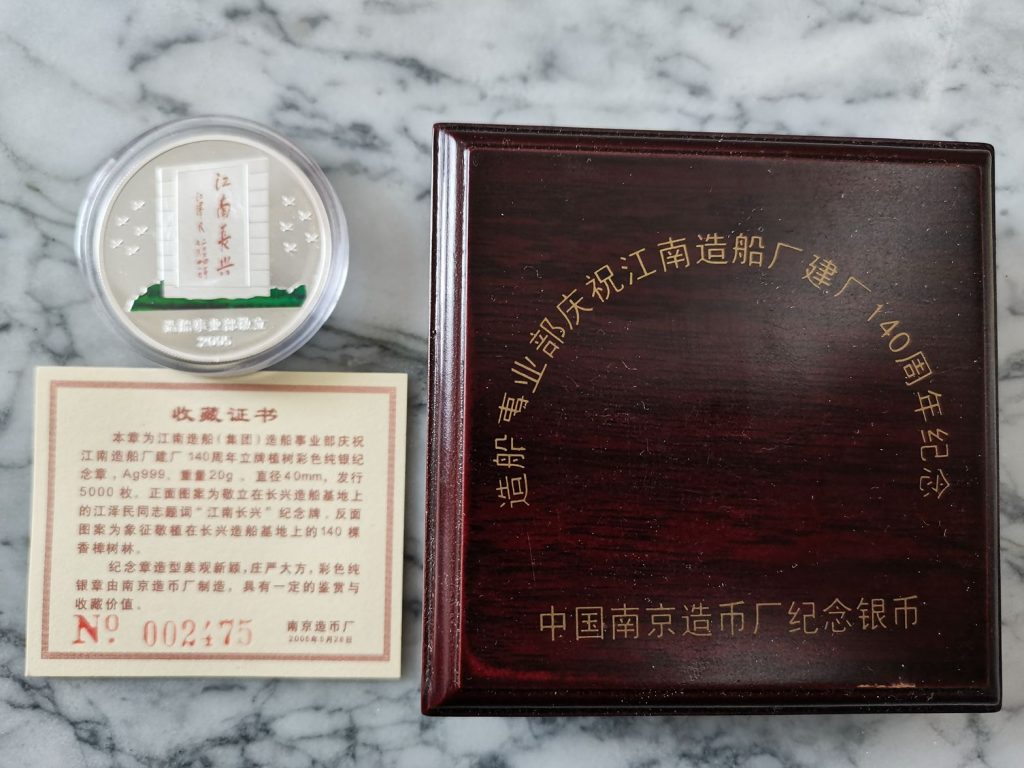 江南長兴
造船事业部敬立
2005
收藏证书
本章为江南造船(集团)造船事业部庆祝
江南造船厂建厂140周年立牌植树彩色纯银纪
念章，Ag999、重量20g、直径40mm，发行
5000枚。正面图案为敬立在长兴造船基地上
的江泽民同志题词“江南长兴”纪念牌。反面
图案为象征敬植在长兴造船基地上的140棵
香樟树林。
纪念章造型美观新颖，庄严大方，彩色纯
银章由南京造币厂制造，具有一定的鉴赏与
收藏价值。
Nº 002475
南京造币厂
造船事业部庆祝江南造船厂建厂140周年纪念
中国南京造币厂纪念银币